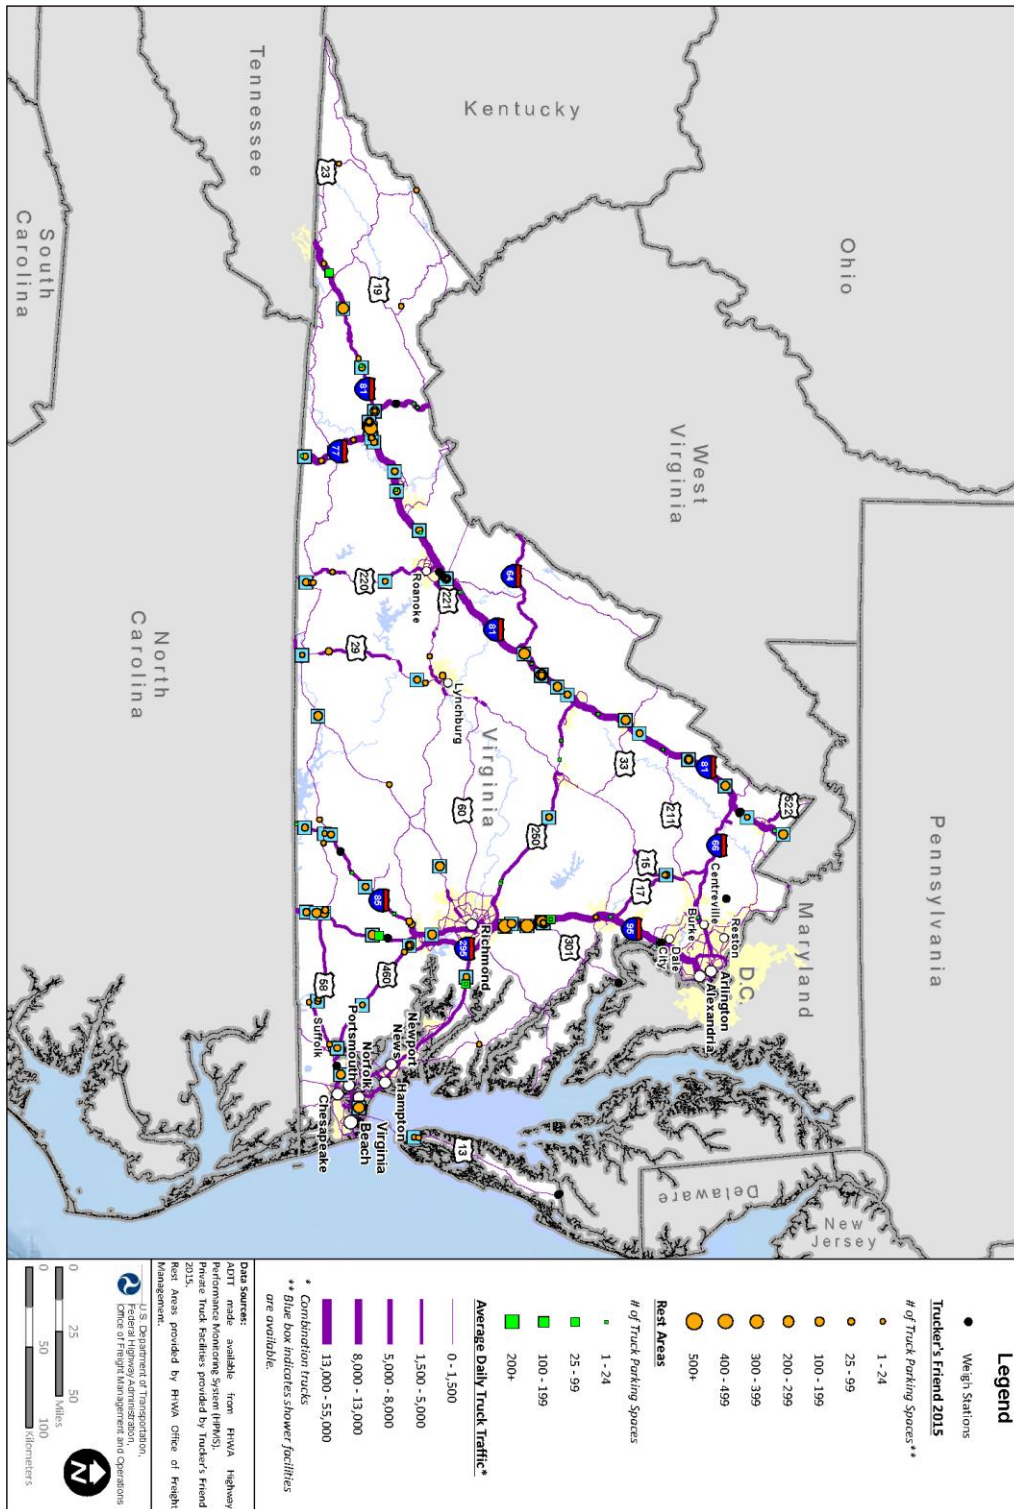 Kentucky
Tennessee
Ohio
West
Virginia
Pennsylvania
Maryland
D.C.
Delaware
New
Jersey
South
Carolina
North
Carolina
Virginia
23
19
81
77
220
221
64
81
29
60
33
250
211
81
522
66
15
17
95
301
85
295
460
58
13
Roanoke
Lynchburg
Richmond
Centreville
Reston
Burke
Dale
City
Arlington
Alexandria
Newport
News
Hampton
Norfolk
Portsmouth
Suffolk
Chesapeake
Virginia
Beach
Legend
Weigh Stations
Trucker's Friend 2015
# of Truck Parking Spaces**
1 - 24
25 - 99
100 - 199
200 - 299
300 - 399
400 - 499
500+
Rest Areas
# of Truck Parking Spaces
1 - 24
25 - 99
100 - 199
200+
Average Daily Truck Traffic*
0 - 1,500
1,500 - 5,000
5,000 - 8,000
8,000 - 13,000
13,000 - 55,000
* Combination trucks
** Blue box indicates shower facilities
are available.
Data Sources:
ADTT made available from FHWA Highway
Performance Monitoring System (HPMS).
Private Truck Facilities provided by Trucker's Friend
2015.
Rest Areas provided by FHWA Office of Freight
Management.
U.S. Department of Transportation,
Federal Highway Administration,
Office of Freight Management and Operations
0 25 50
Miles
0 50 100
Kilometers
N